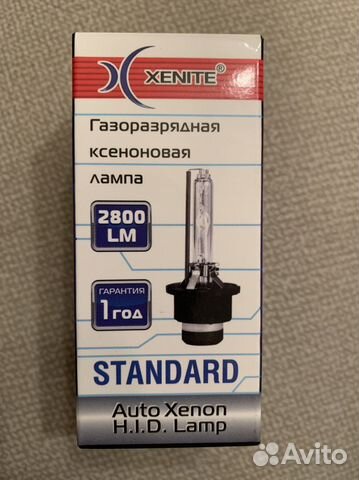 XENITE®
Газоразрядная
ксеноновая
лампа
2800
LM
ГАРАНТИЯ
1 год
STANDARD
Auto Xenon
H.I.D. Lamp
Avito